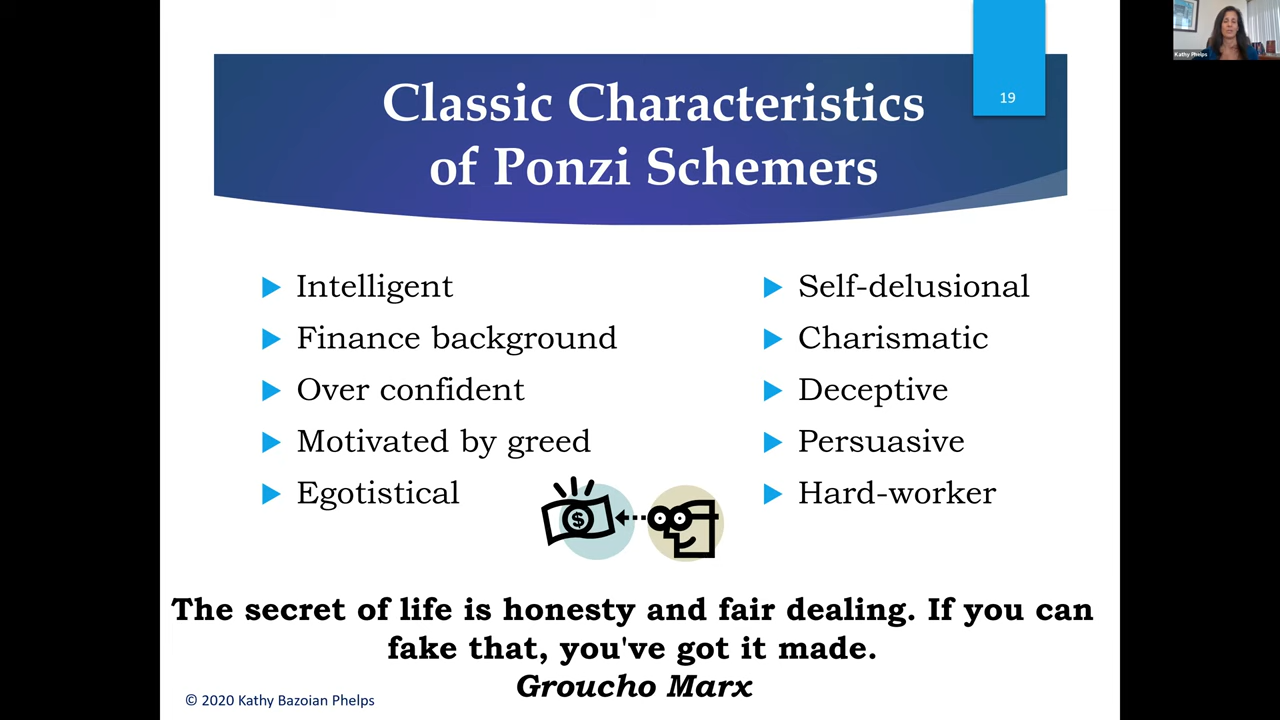 Classic Characteristics
of Ponzi Schemers
19
Kathy Phelps
Intelligent
Finance background
Over confident
Motivated by greed
Egotistical
Self-delusional
Charismatic
Deceptive
Persuasive
Hard-worker
$
The secret of life is honesty and fair dealing. If you can
fake that, you've got it made.
Groucho Marx
© 2020 Kathy Bazoian Phelps